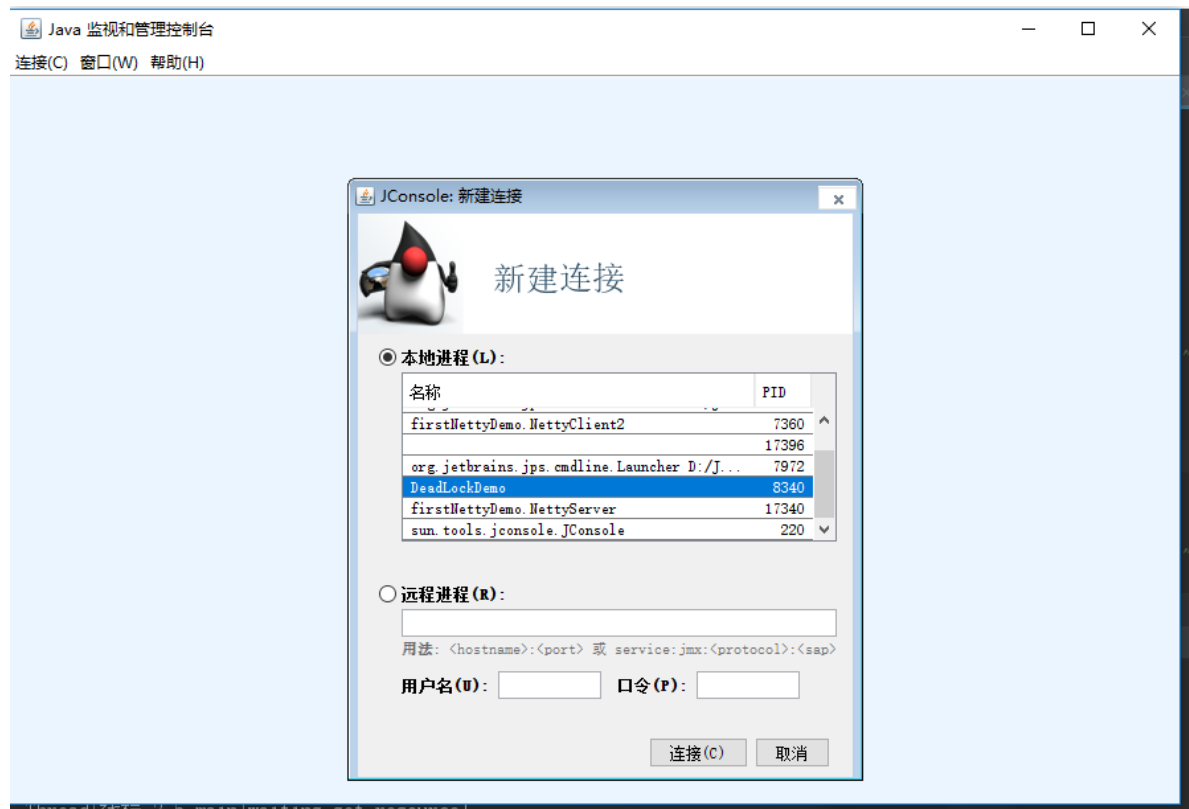 Java 监视和管理控制台
连接(C) 窗口(W) 帮助(H)
JConsole: 新建连接
新建连接
本地进程(L):
名称 PID
firstNettyDemo.NettyClient2 7360
17396
org.jetbrains.jps.cmdline.Launcher D:/J... 7972
DeadLockDemo 8340
firstNettyDemo.NettyServer 17340
sun.tools.jconsole.JConsole 220
远程进程(R):
用法: <hostname>:<port> 或 service:jmx:<protocol>:<sap>
用户名(U): 口令(P):
连接(C) 取消